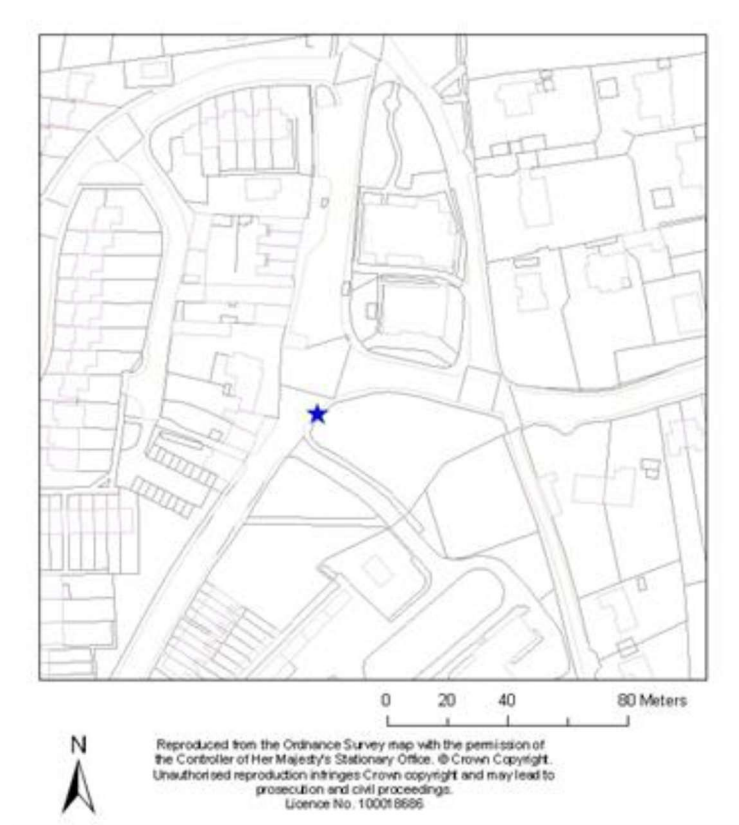 0 20 40 80 Meters
N
Reproduced from the Ordnance Survey map with the permission of
the Controller of Her Majesty's Stationary Office. © Crown Copyright.
Unauthorised reproduction infringes Crown copyright and may lead to
prosecution and civil proceedings.
Licence No. 100018686